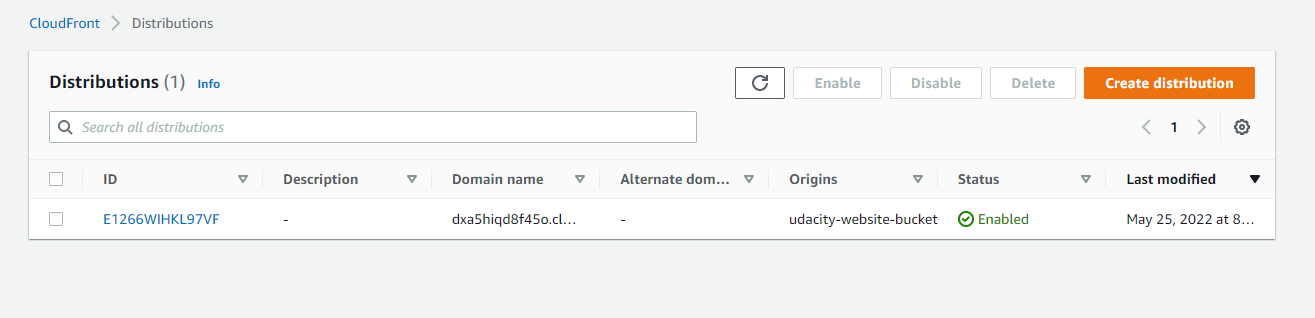 CloudFront > Distributions
Distributions (1) Info
Enable Disable Delete Create distribution
Search all distributions
1
ID Description Domain name Alternate dom... Origins Status Last modified
E1266WIHKL97VF - dxa5hiqd8f45o.cl... - udacity-website-bucket Enabled May 25, 2022 at 8...